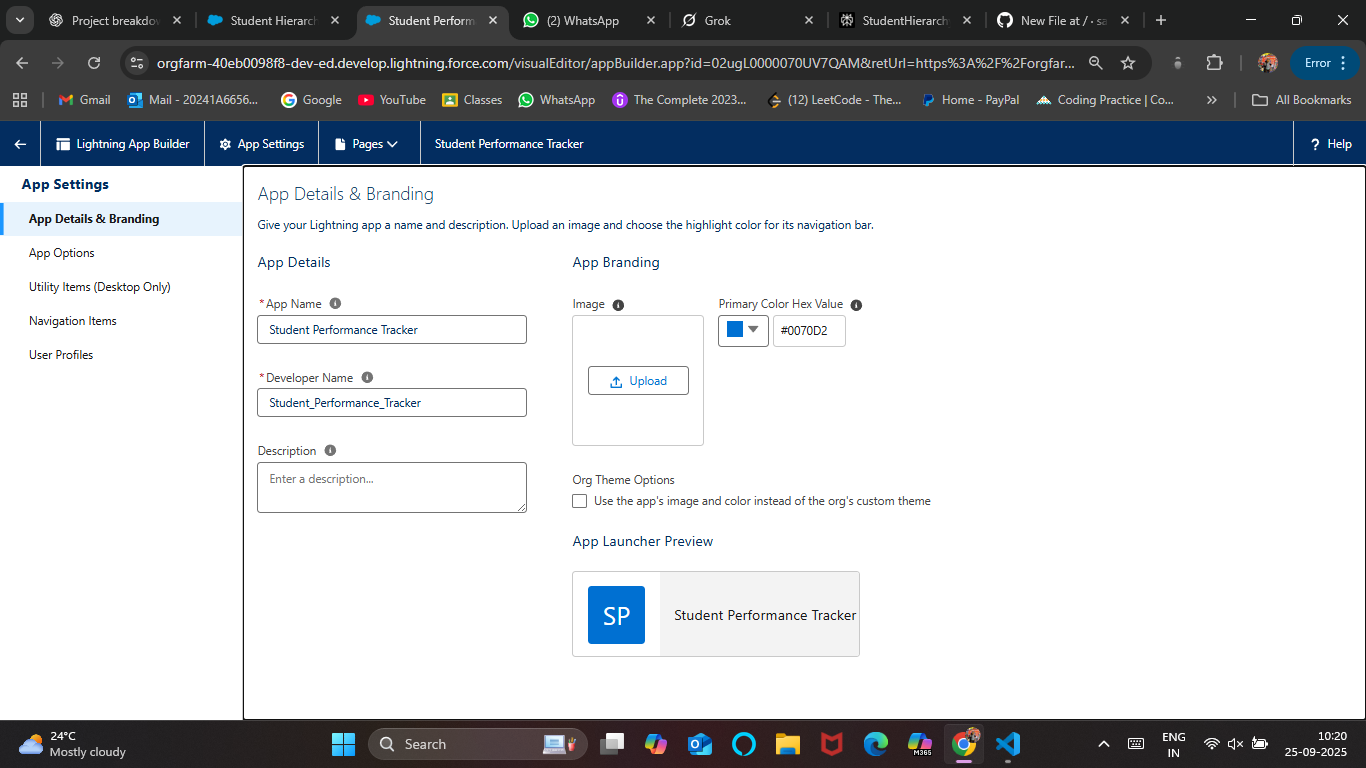 Project breakdow
Student Hierarch
Student Perform
(2) WhatsApp
Grok
StudentHierarch
New File at / · sa
orgfarm-40eb0098f8-dev-ed.develop.lightning.force.com/visualEditor/appBuilder.app?id=02ugL0000070UV7QAM&retUrl=https%3A%2F%2Forgfar...
Error
Gmail
Mail - 20241A6656...
Google
YouTube
Classes
WhatsApp
The Complete 2023...
(12) LeetCode - The...
Home - PayPal
Coding Practice | Co...
»
All Bookmarks
Lightning App Builder
App Settings
Pages
Student Performance Tracker
? Help
App Settings
App Details & Branding
App Options
Utility Items (Desktop Only)
Navigation Items
User Profiles
App Details & Branding
Give your Lightning app a name and description. Upload an image and choose the highlight color for its navigation bar.
App Details
*App Name
Student Performance Tracker
*Developer Name
Student_Performance_Tracker
Description
Enter a description...
App Branding
Image
Upload
Primary Color Hex Value
#0070D2
Org Theme Options
Use the app's image and color instead of the org's custom theme
App Launcher Preview
SP
Student Performance Tracker
24°C
Mostly cloudy
Search
M365
ENG
IN
10:20
25-09-2025